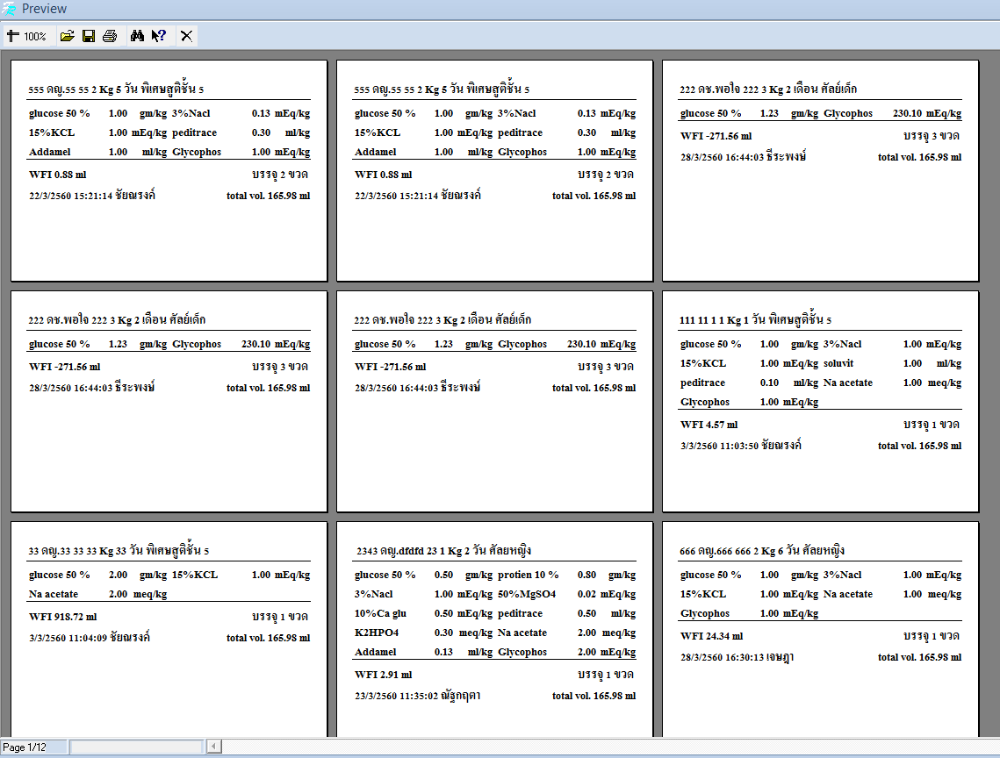 Preview
100%
555 ดญ.55 55 2 Kg 5 วัน พิเศษสูติชั้น 5
glucose 50 % 1.00 gm/kg 3%Nacl 0.13 mEq/kg
15%KCL 1.00 mEq/kg peditrace 0.30 ml/kg
Addamel 1.00 ml/kg Glycophos 1.00 mEq/kg
WFI 0.88 ml บรรจุ 2 ขวด
22/3/2560 15:21:14 ชัยณรงค์ total vol. 165.98 ml
555 ดญ.55 55 2 Kg 5 วัน พิเศษสูติชั้น 5
glucose 50 % 1.00 gm/kg 3%Nacl 0.13 mEq/kg
15%KCL 1.00 mEq/kg peditrace 0.30 ml/kg
Addamel 1.00 ml/kg Glycophos 1.00 mEq/kg
WFI 0.88 ml บรรจุ 2 ขวด
22/3/2560 15:21:14 ชัยณรงค์ total vol. 165.98 ml
222 ดช.พอใจ 222 3 Kg 2 เดือน ศัลย์เด็ก
glucose 50 % 1.23 gm/kg Glycophos 230.10 mEq/kg
WFI -271.56 ml บรรจุ 3 ขวด
28/3/2560 16:44:03 ธีระพงษ์ total vol. 165.98 ml
222 ดช.พอใจ 222 3 Kg 2 เดือน ศัลย์เด็ก
glucose 50 % 1.23 gm/kg Glycophos 230.10 mEq/kg
WFI -271.56 ml บรรจุ 3 ขวด
28/3/2560 16:44:03 ธีระพงษ์ total vol. 165.98 ml
222 ดช.พอใจ 222 3 Kg 2 เดือน ศัลย์เด็ก
glucose 50 % 1.23 gm/kg Glycophos 230.10 mEq/kg
WFI -271.56 ml บรรจุ 3 ขวด
28/3/2560 16:44:03 ธีระพงษ์ total vol. 165.98 ml
111 11 1 1 Kg 1 วัน พิเศษสูติชั้น 5
glucose 50 % 1.00 gm/kg 3%Nacl 1.00 mEq/kg
15%KCL 1.00 mEq/kg soluvit 1.00 ml/kg
peditrace 0.10 ml/kg Na acetate 1.00 meq/kg
Glycophos 1.00 mEq/kg
WFI 4.57 ml บรรจุ 1 ขวด
3/3/2560 11:03:50 ชัยณรงค์ total vol. 165.98 ml
33 ดญ.33 33 33 Kg 33 วัน พิเศษสูติชั้น 5
glucose 50 % 2.00 gm/kg 15%KCL 1.00 mEq/kg
Na acetate 2.00 meq/kg
WFI 918.72 ml บรรจุ 1 ขวด
3/3/2560 11:04:09 ชัยณรงค์ total vol. 165.98 ml
2343 ดญ.dfdfd 23 1 Kg 2 วัน ศัลยหญิง
glucose 50 % 0.50 gm/kg protien 10 % 0.80 gm/kg
3%Nacl 1.00 mEq/kg 50%MgSO4 0.02 mEq/kg
10%Ca glu 0.50 mEq/kg peditrace 0.50 ml/kg
K2HPO4 0.30 meq/kg Na acetate 2.00 meq/kg
Addamel 0.13 ml/kg Glycophos 2.00 mEq/kg
WFI 2.91 ml บรรจุ 1 ขวด
23/3/2560 11:35:02 ณัฐกฤตา total vol. 165.98 ml
666 ดญ.666 666 2 Kg 6 วัน ศัลยหญิง
glucose 50 % 1.00 gm/kg 3%Nacl 1.00 mEq/kg
15%KCL 1.00 mEq/kg Na acetate 1.00 meq/kg
Glycophos 1.00 mEq/kg
WFI 24.34 ml บรรจุ 1 ขวด
28/3/2560 16:30:13 เจษฎา total vol. 165.98 ml
Page 1/12